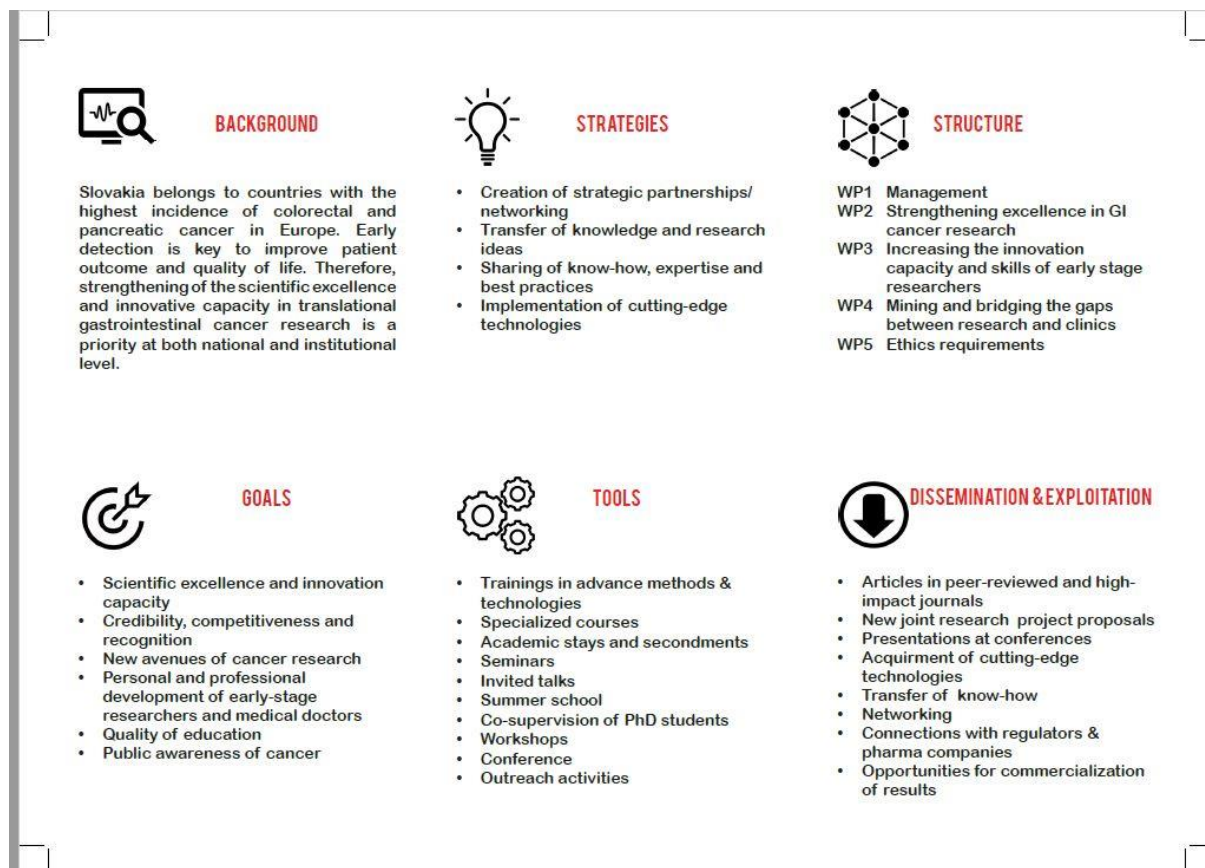 BACKGROUND
Slovakia belongs to countries with the
highest incidence of colorectal and
pancreatic cancer in Europe. Early
detection is key to improve patient
outcome and quality of life. Therefore,
strengthening of the scientific excellence
and innovative capacity in translational
gastrointestinal cancer research is a
priority at both national and institutional
level.
STRATEGIES
• Creation of strategic partnerships/
networking
• Transfer of knowledge and research
ideas
• Sharing of know-how, expertise and
best practices
• Implementation of cutting-edge
technologies
STRUCTURE
WP1 Management
WP2 Strengthening excellence in GI
cancer research
WP3 Increasing the innovation
capacity and skills of early stage
researchers
WP4 Mining and bridging the gaps
between research and clinics
WP5 Ethics requirements
GOALS
• Scientific excellence and innovation
capacity
• Credibility, competitiveness and
recognition
• New avenues of cancer research
• Personal and professional
development of early-stage
researchers and medical doctors
• Quality of education
• Public awareness of cancer
TOOLS
• Trainings in advance methods &
technologies
• Specialized courses
• Academic stays and secondments
• Seminars
• Invited talks
• Summer school
• Co-supervision of PhD students
• Workshops
• Conference
• Outreach activities
DISSEMINATION & EXPLOITATION
• Articles in peer-reviewed and high-
impact journals
• New joint research project proposals
• Presentations at conferences
• Acquirment of cutting-edge
technologies
• Transfer of know-how
• Networking
• Connections with regulators &
pharma companies
• Opportunities for commercialization
of results